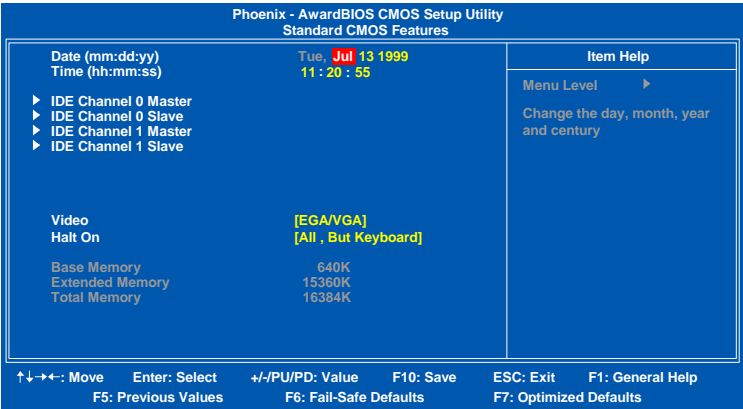 Phoenix - AwardBIOS CMOS Setup Utility
Standard CMOS Features
Date (mm:dd:yy) Tue, Jul 13 1999
Time (hh:mm:ss) 11 : 20 : 55
IDE Channel 0 Master
IDE Channel 0 Slave
IDE Channel 1 Master
IDE Channel 1 Slave
Video [EGA/VGA]
Halt On [All , But Keyboard]
Base Memory 640K
Extended Memory 15360K
Total Memory 16384K
Item Help
Menu Level
Change the day, month, year
and century
↑↓→←: Move Enter: Select +/-/PU/PD: Value F10: Save ESC: Exit F1: General Help
F5: Previous Values F6: Fail-Safe Defaults F7: Optimized Defaults